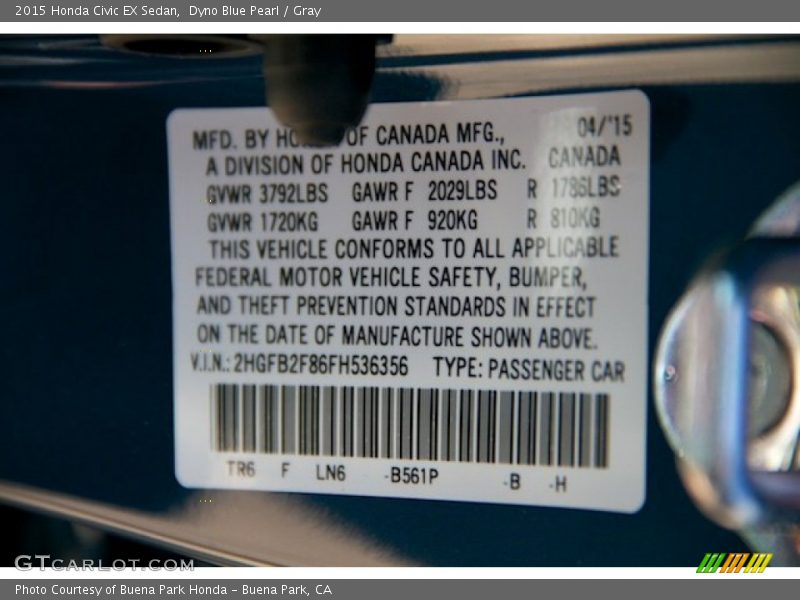 2015 Honda Civic EX Sedan,  Dyno Blue Pearl / Gray
MFD. BY OF CANADA MFG., 04/'15
A DIVISION OF HONDA CANADA INC. CANADA
GVWR 3792LBS GAWR F 2029LBS R 1786LBS
GVWR 1720KG GAWR F 920KG R 810KG
THIS VEHICLE CONFORMS TO ALL APPLICABLE
FEDERAL MOTOR VEHICLE SAFETY, BUMPER,
AND THEFT PREVENTION STANDARDS IN EFFECT
ON THE DATE OF MANUFACTURE SHOWN ABOVE.
V.I.N.: 2HGFB2F86FH536356 TYPE: PASSENGER CAR
TR6 F LN6 -B561P -B -H
GTCARLOT.COM
Photo Courtesy of Buena Park Honda - Buena Park, CA